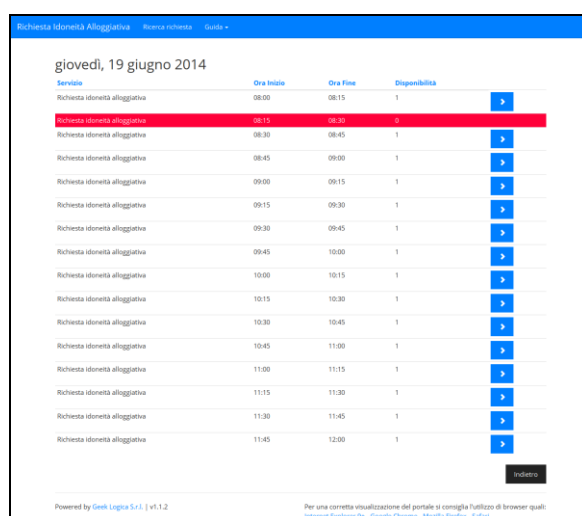 Richiesta Idoneità Alloggiativa Ricerca richiesta Guida
giovedì, 19 giugno 2014
Servizio Ora Inizio Ora Fine Disponibilità
Richiesta idoneità alloggiativa 08:00 08:15 1
Richiesta idoneità alloggiativa 08:15 08:30 0
Richiesta idoneità alloggiativa 08:30 08:45 1
Richiesta idoneità alloggiativa 08:45 09:00 1
Richiesta idoneità alloggiativa 09:00 09:15 1
Richiesta idoneità alloggiativa 09:15 09:30 1
Richiesta idoneità alloggiativa 09:30 09:45 1
Richiesta idoneità alloggiativa 09:45 10:00 1
Richiesta idoneità alloggiativa 10:00 10:15 1
Richiesta idoneità alloggiativa 10:15 10:30 1
Richiesta idoneità alloggiativa 10:30 10:45 1
Richiesta idoneità alloggiativa 10:45 11:00 1
Richiesta idoneità alloggiativa 11:00 11:15 1
Richiesta idoneità alloggiativa 11:15 11:30 1
Richiesta idoneità alloggiativa 11:30 11:45 1
Richiesta idoneità alloggiativa 11:45 12:00 1
Indietro
Powered by Geek Logica S.r.l. | v1.1.2 Per una corretta visualizzazione del portale si consiglia l'utilizzo di browser quali: